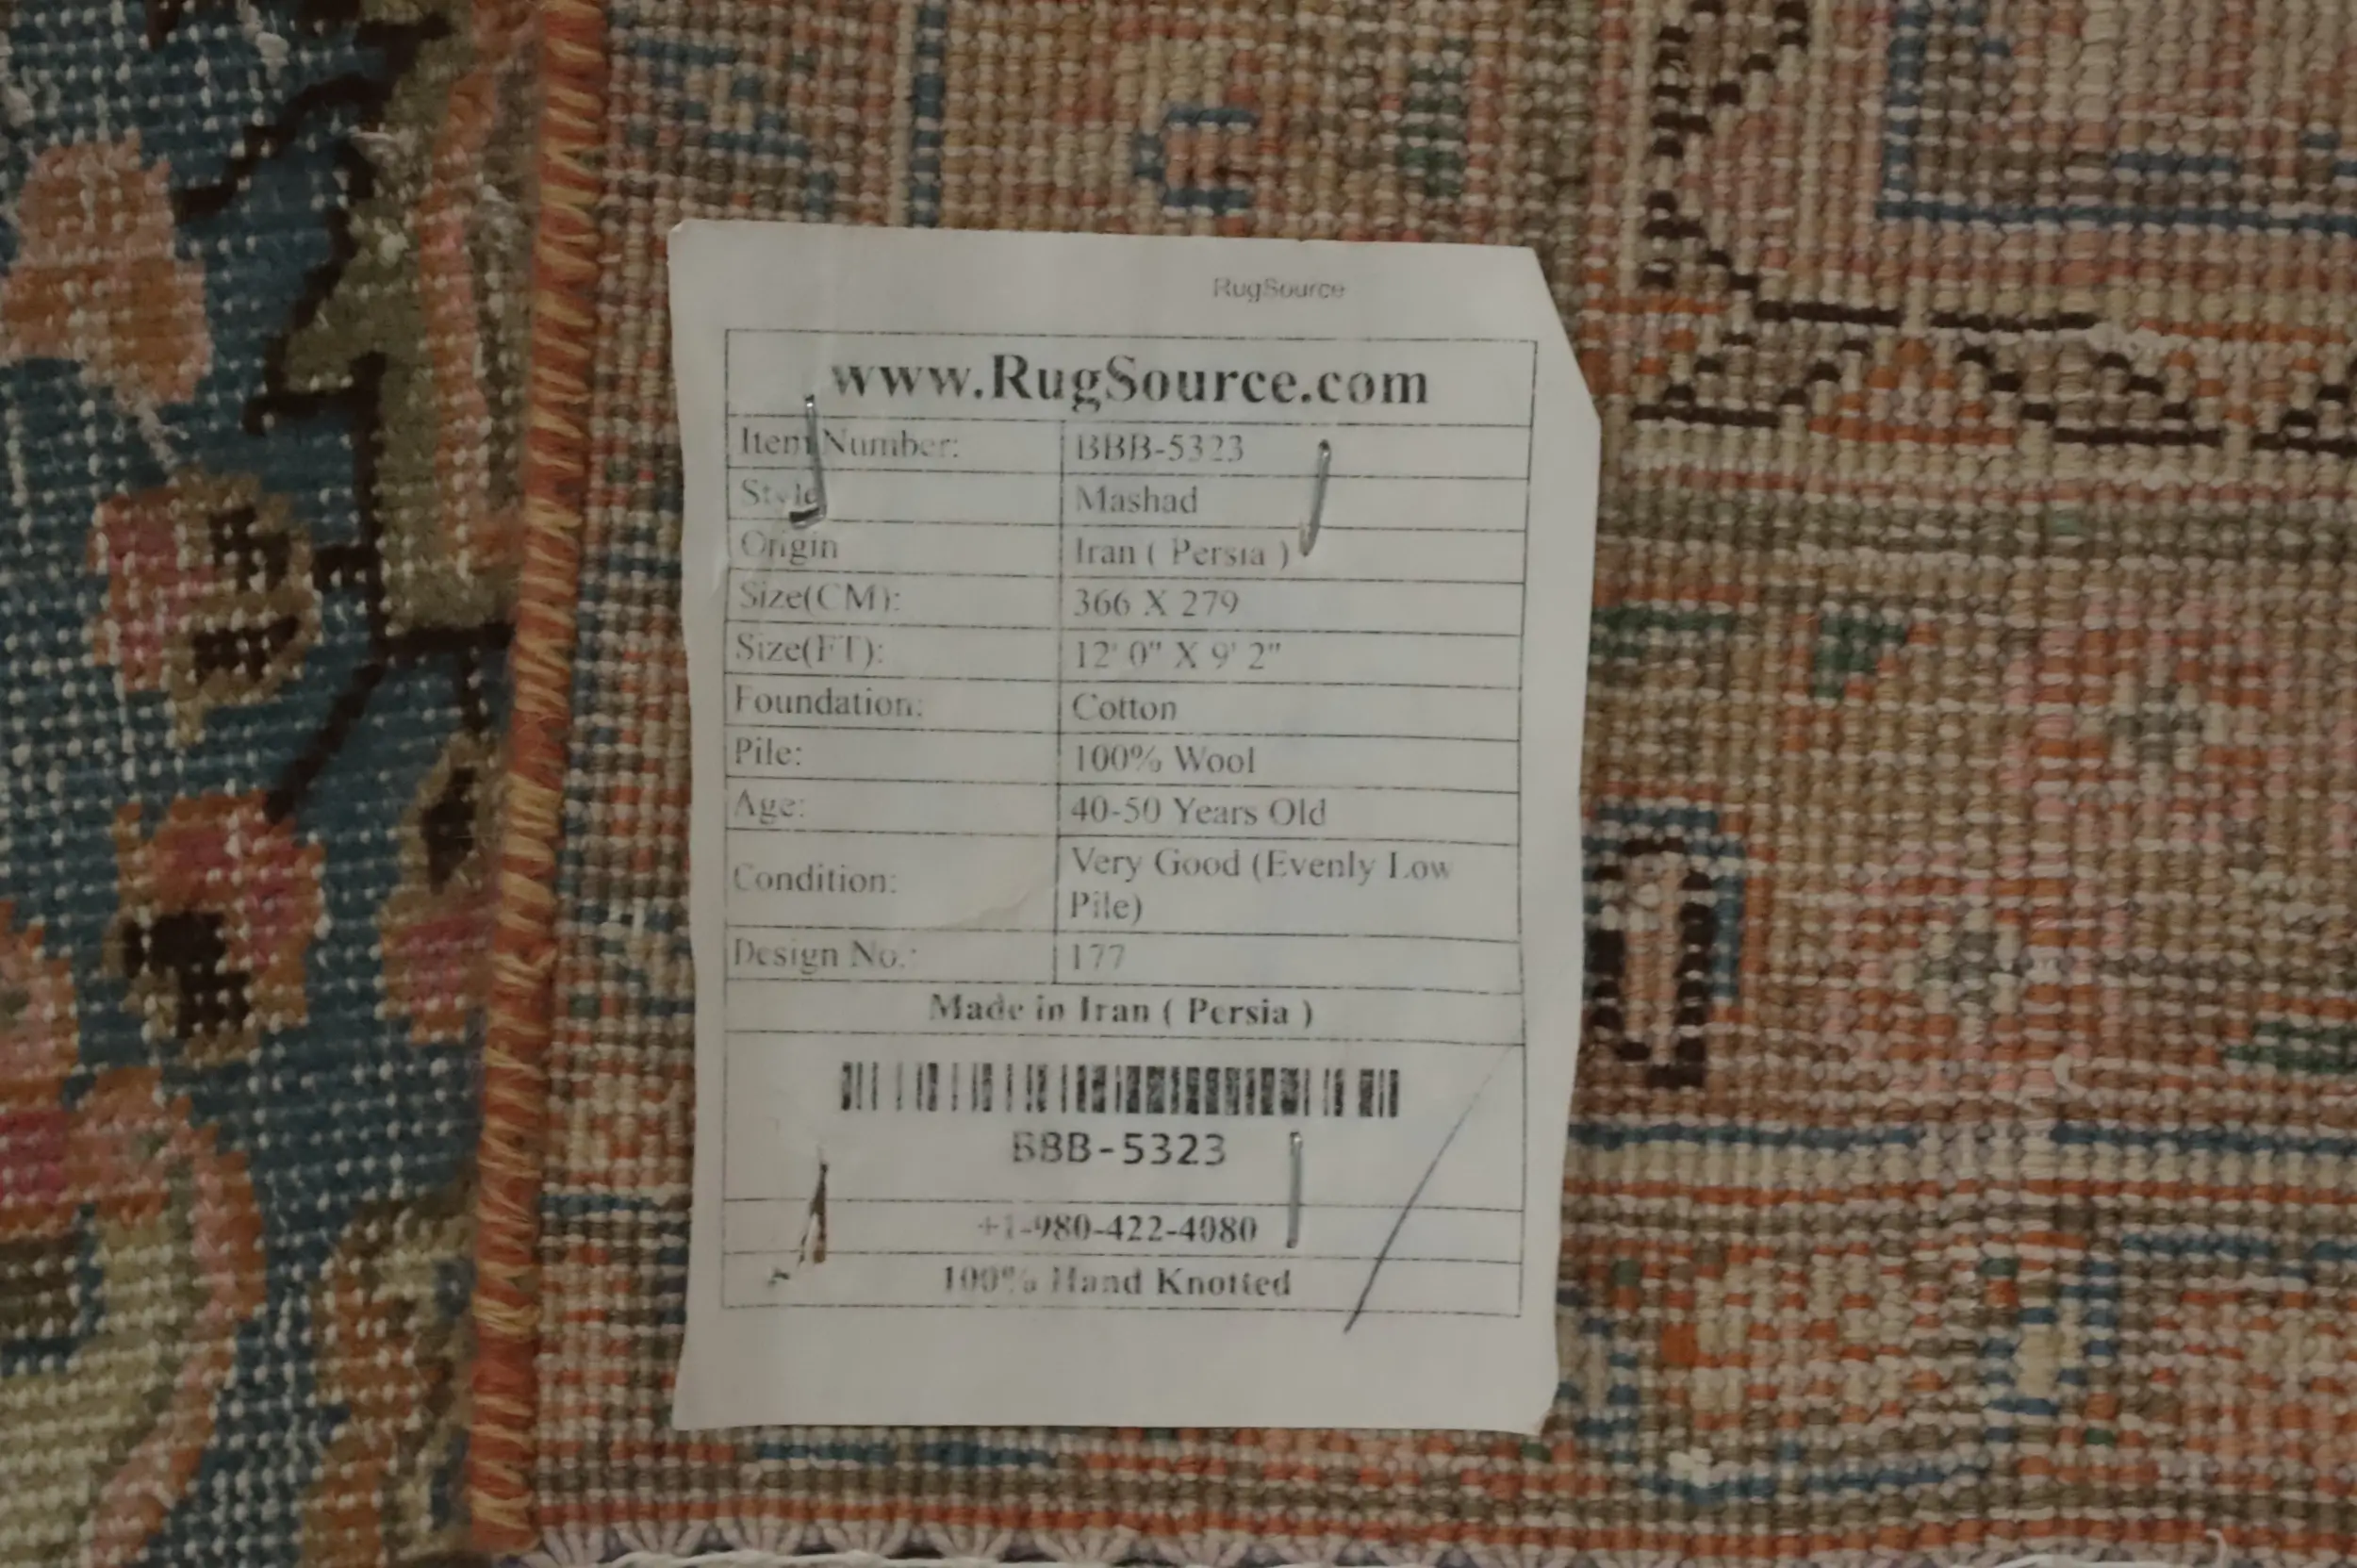 RugSource
www.RugSource.com
Item Number: BBB-5323
Style Mashad
Origin Iran ( Persia )
Size(CM): 366 X 279
Size(FT): 12' 0" X 9' 2"
Foundation: Cotton
Pile: 100% Wool
Age: 40-50 Years Old
Condition: Very Good (Evenly Low
Pile)
Design No.: 177
Made in Iran ( Persia )
BBB-5323
+1-980-422-4080
100% Hand Knotted